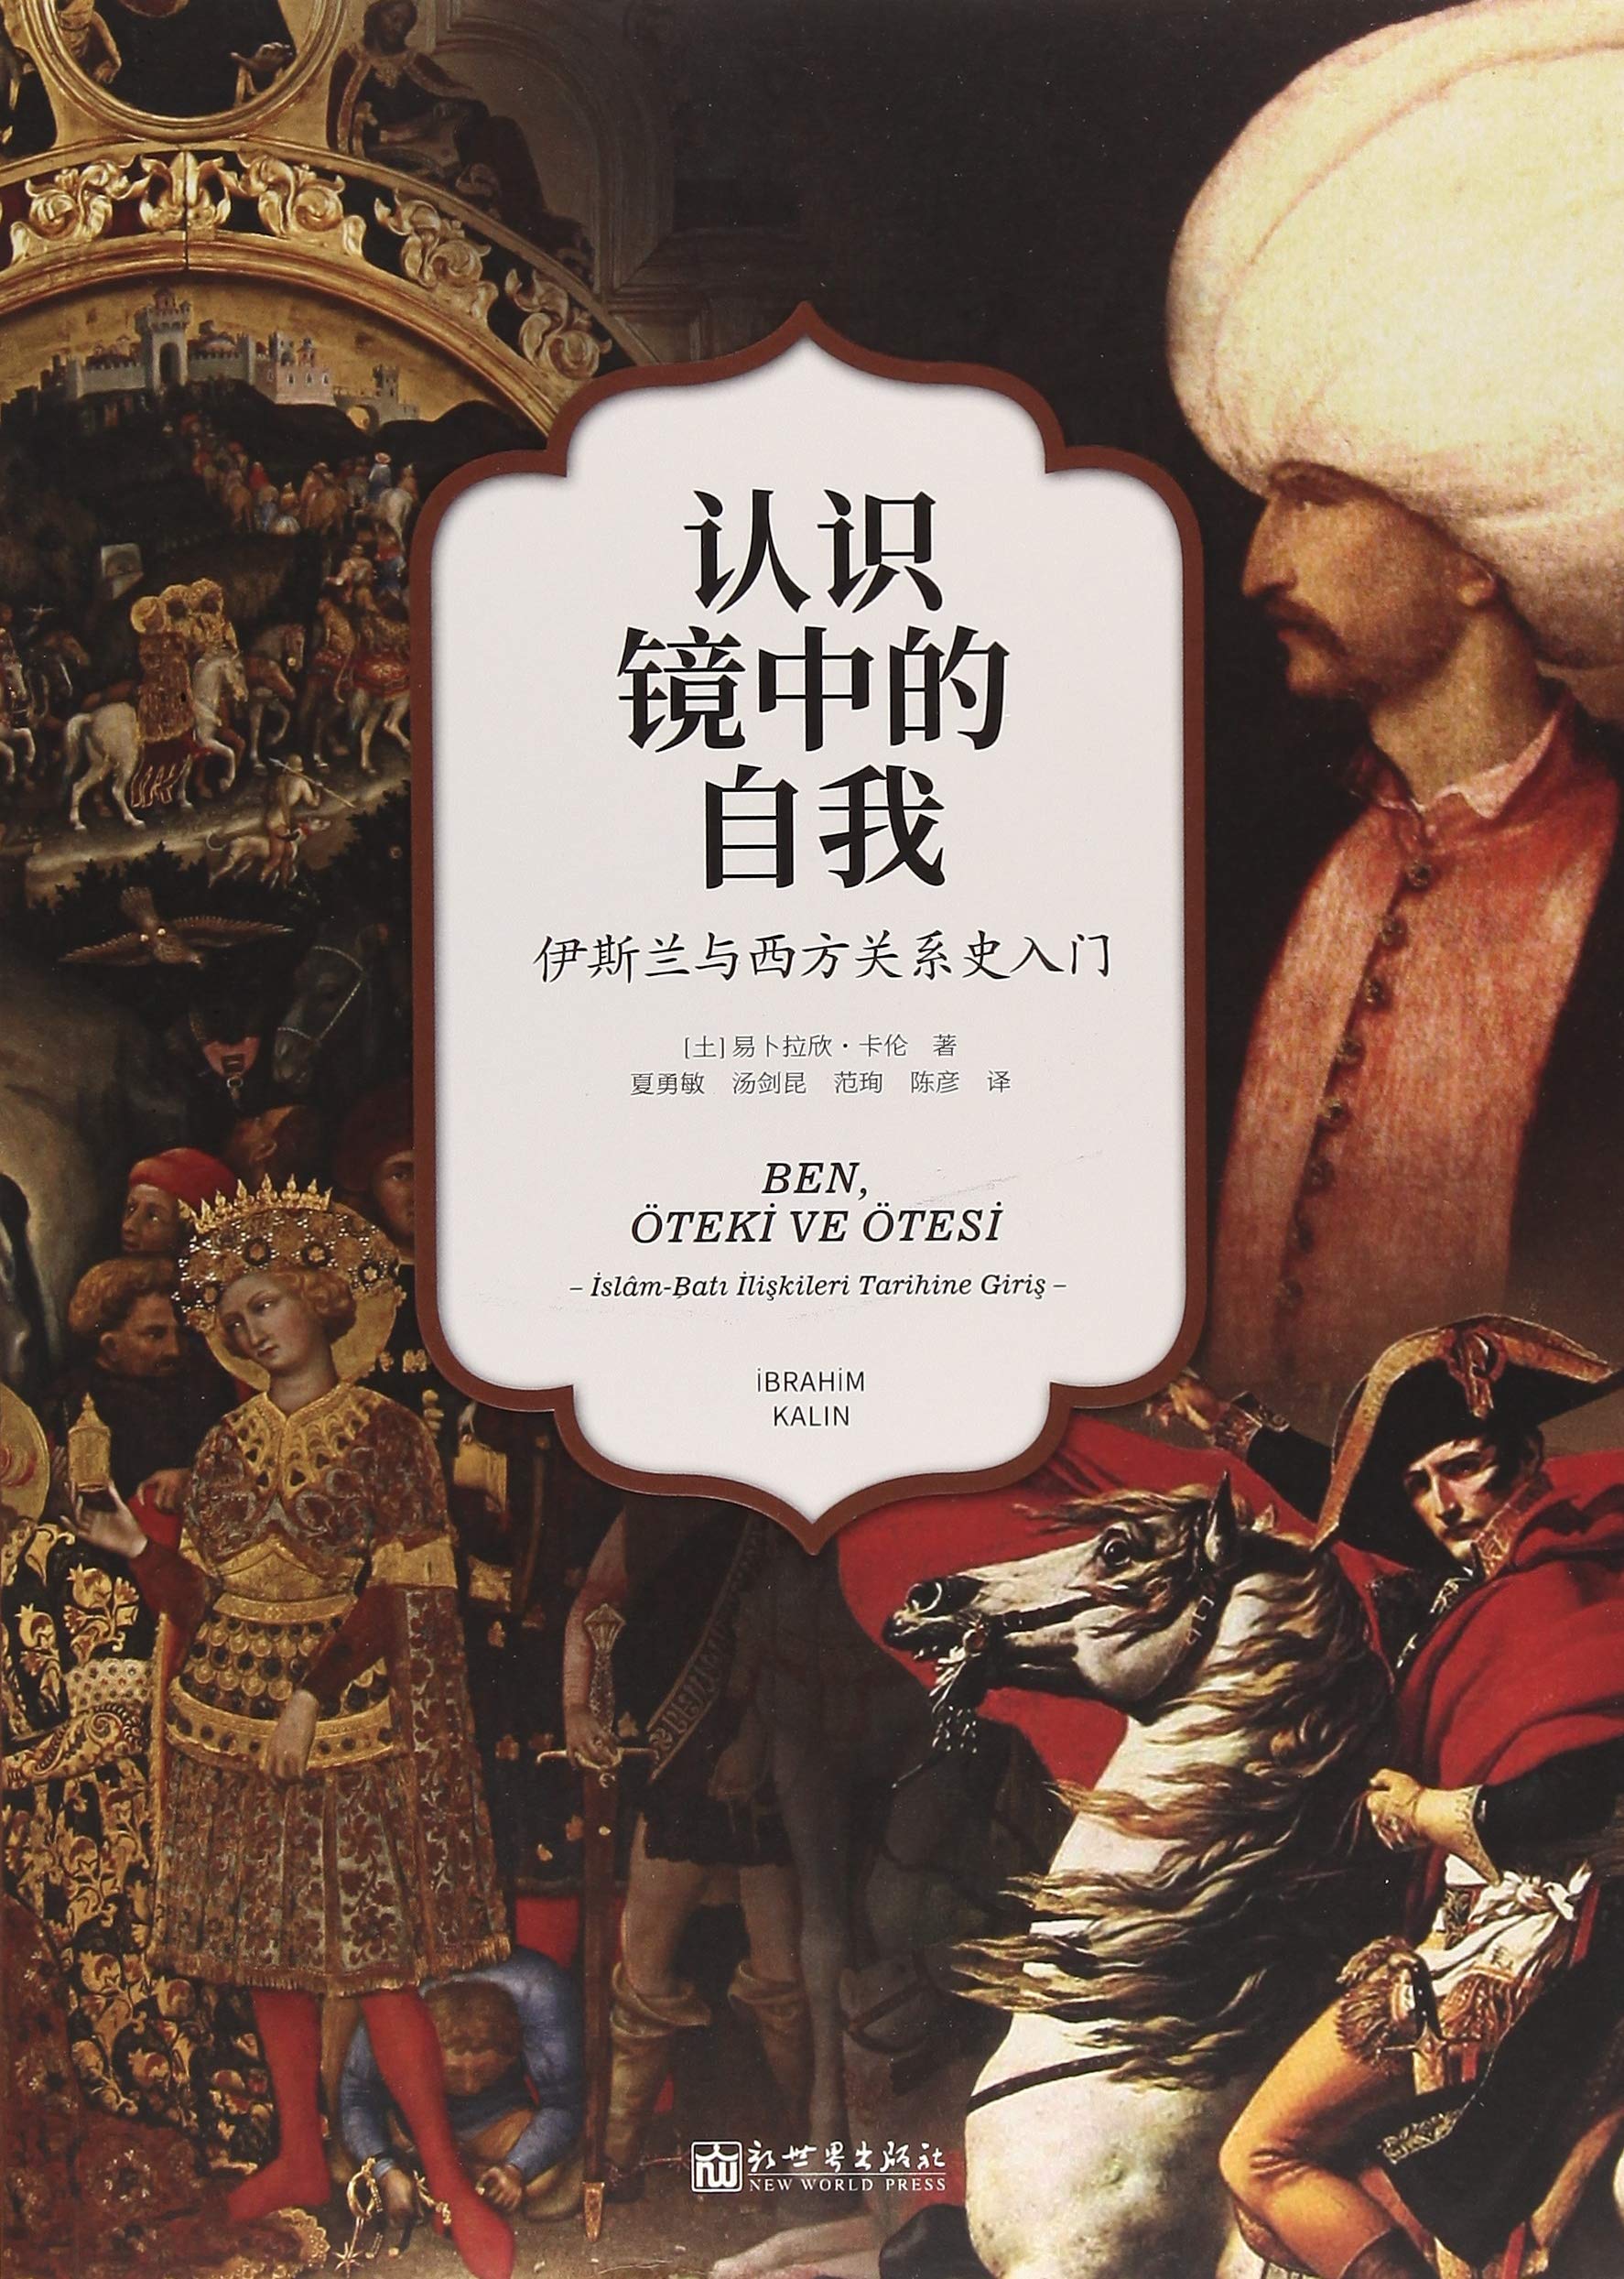 认识
镜中的
自我
伊斯兰与西方关系史入门
[土]易卜拉欣·卡伦 著
夏勇敏 汤剑昆 范珣 陈彦 译
BEN,
ÖTEKİ VE ÖTESİ
– İslâm-Batı İlişkileri Tarihine Giriş –
İBRAHİM
KALIN
新世界出版社
NEW WORLD PRESS